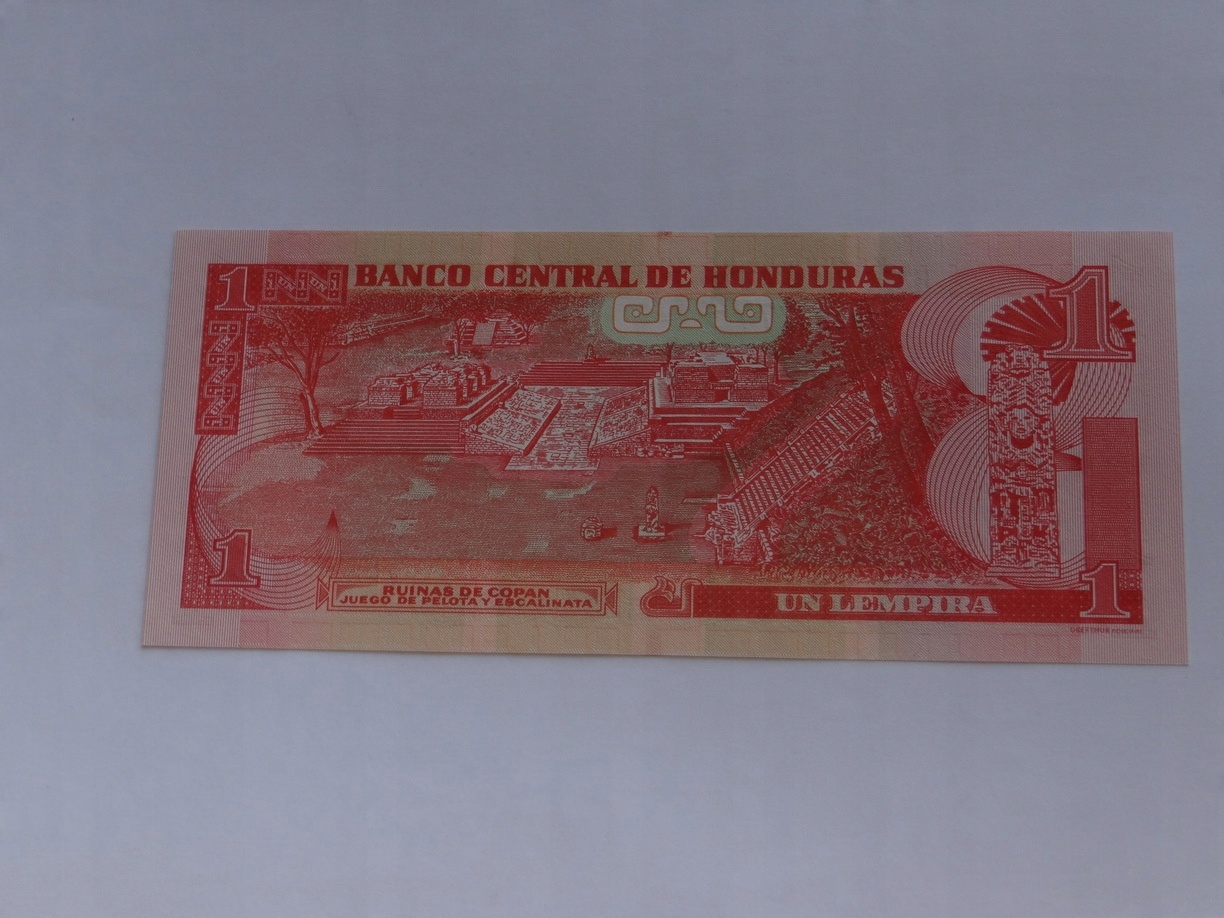 1
BANCO CENTRAL DE HONDURAS
1
1
RUINAS DE COPAN
JUEGO DE PELOTA Y ESCALINATA
UN LEMPIRA
1